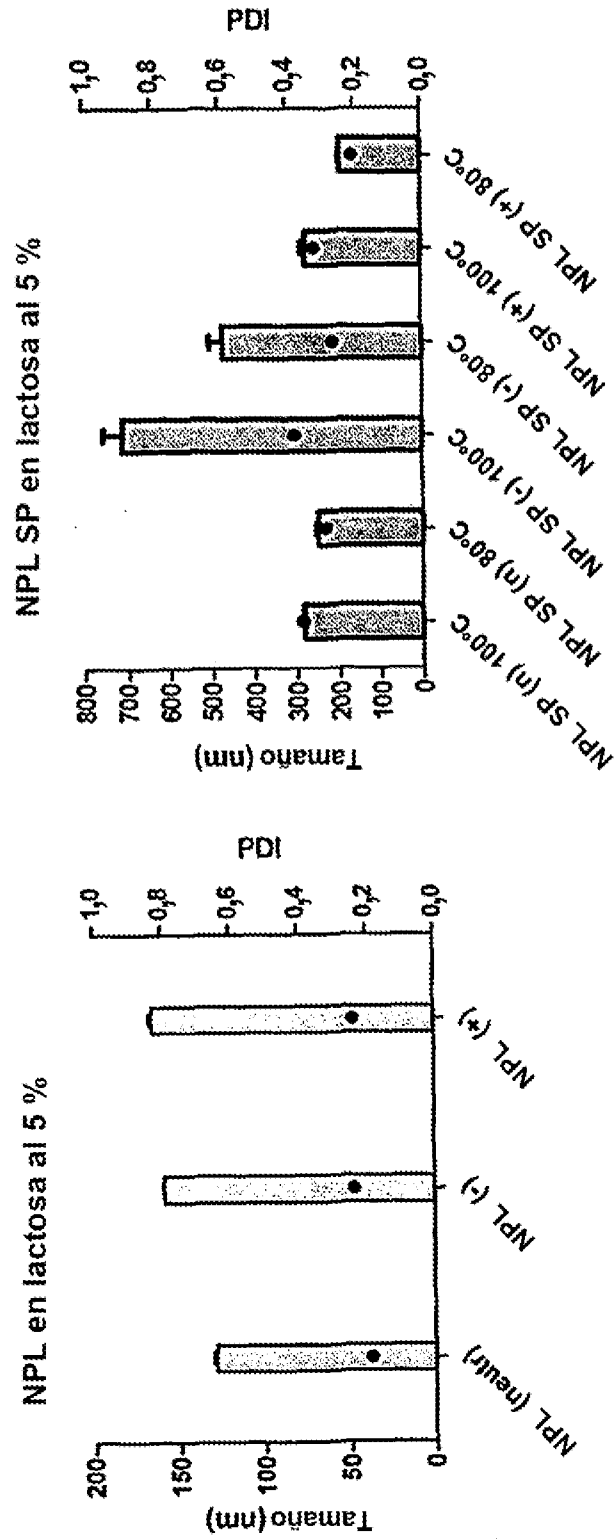 NPL en lactosa al 5 %
Tamaño (nm)
200
150
100
50
0
PDI
1,0
0,8
0,6
0,4
0,2
0,0
NPL (neutr)
NPL (-)
NPL (+)
NPL SP en lactosa al 5 %
Tamaño (nm)
800
700
600
500
400
300
200
100
0
PDI
1,0
0,8
0,6
0,4
0,2
0,0
NPL SP (n) 100°C
NPL SP (n) 80°C
NPL SP (-) 100°C
NPL SP (-) 80°C
NPL SP (+) 100°C
NPL SP (+) 80°C